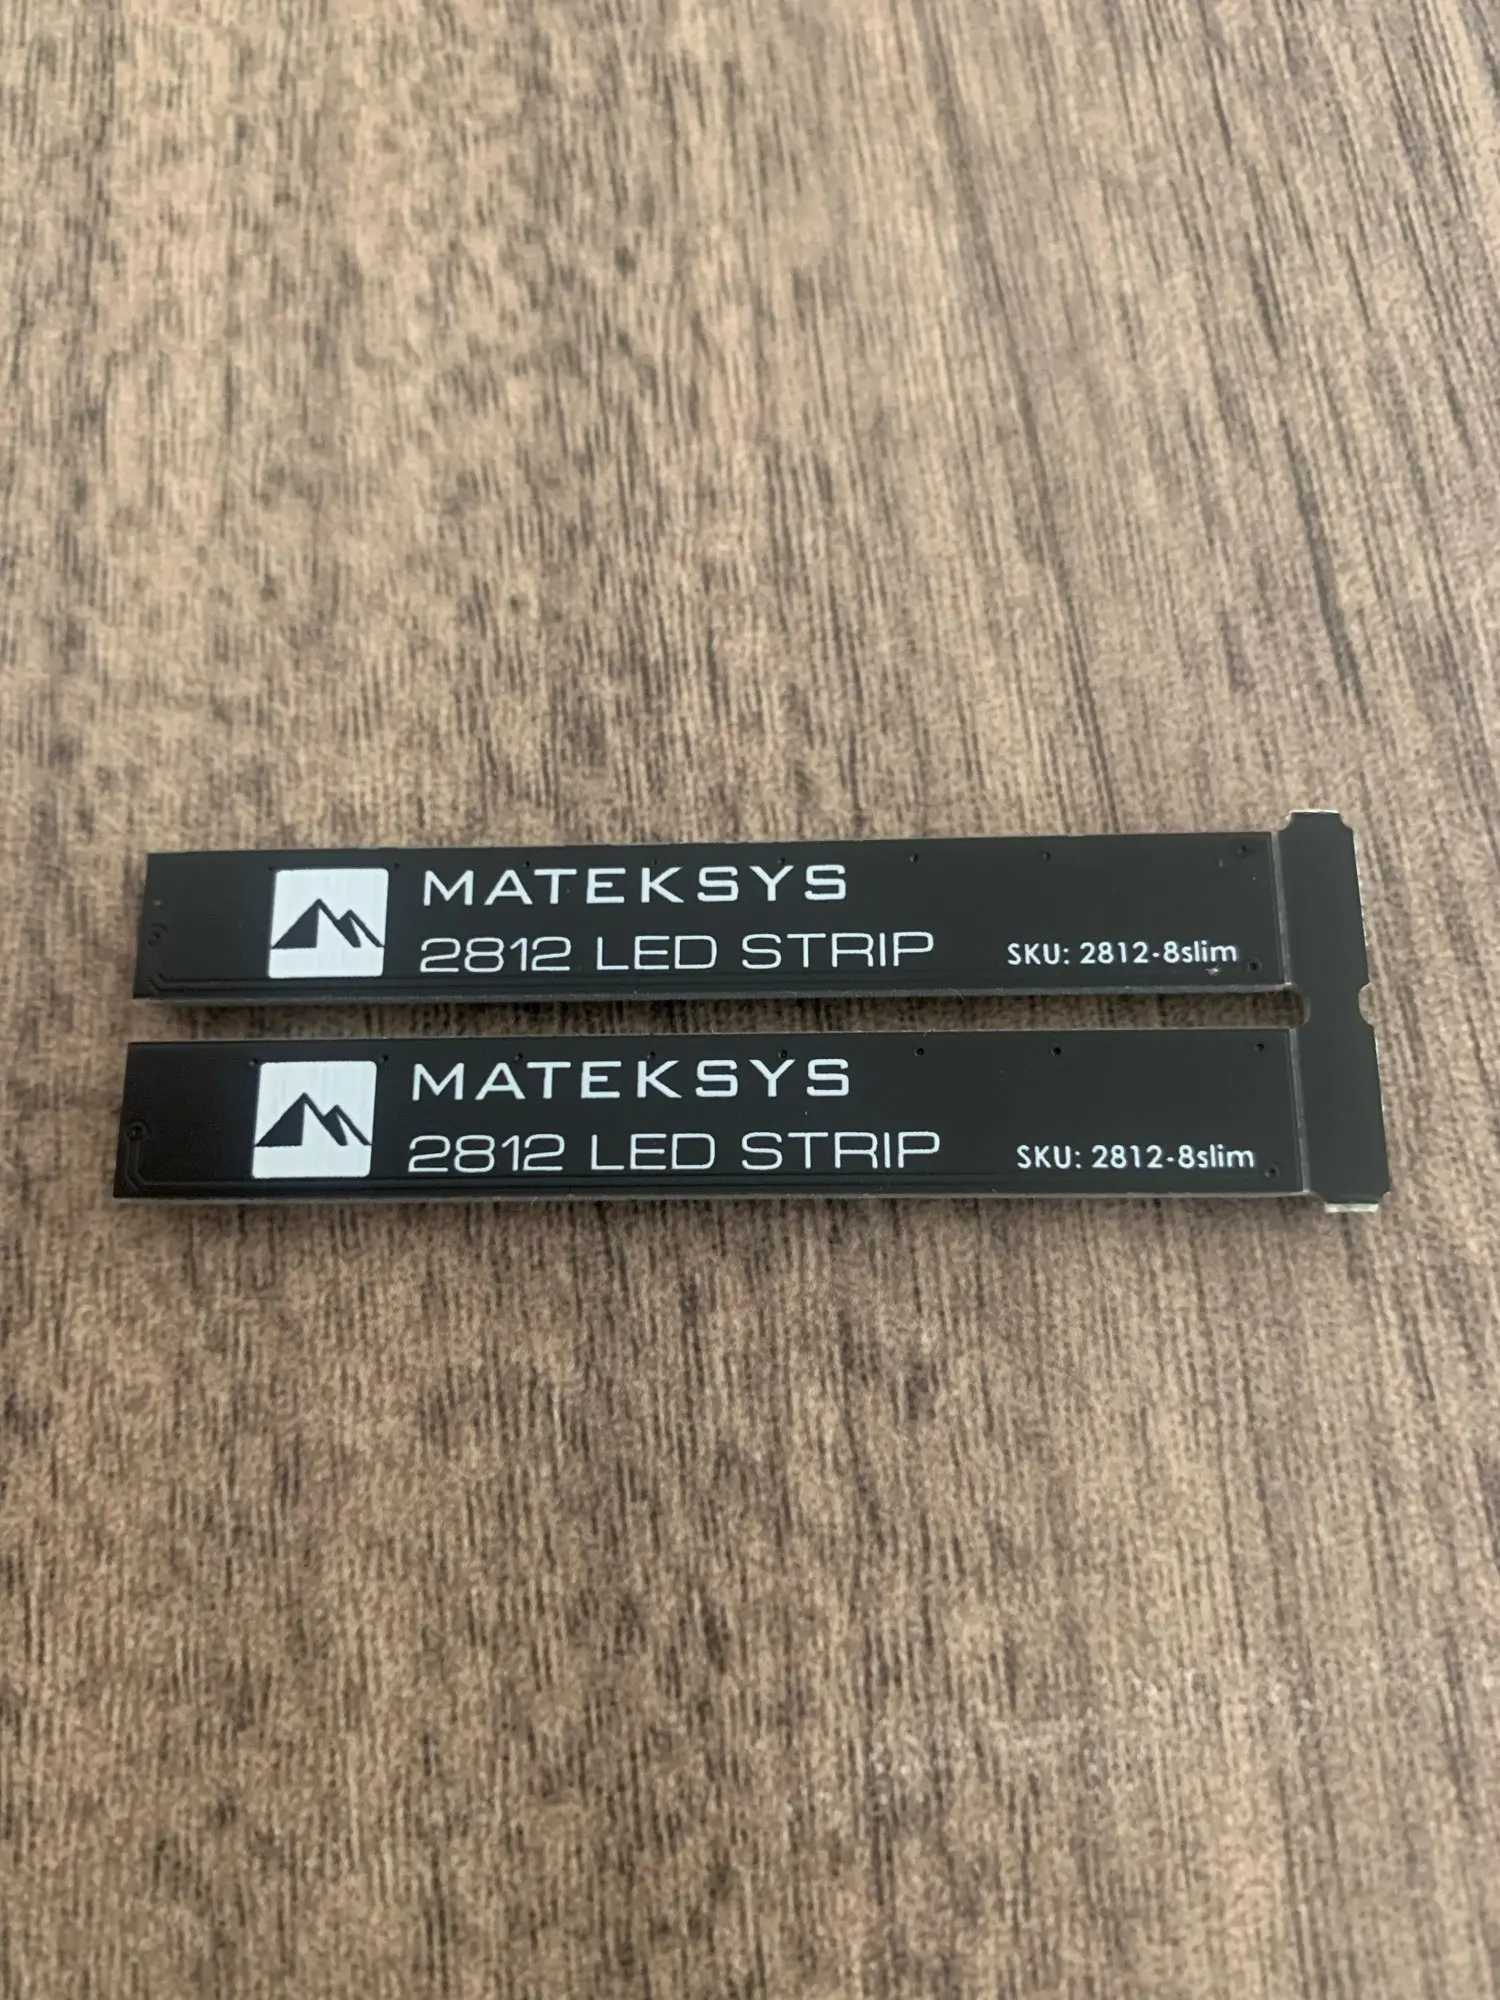 MATEKSYS
2812 LED STRIP
SKU: 2812-8slim
MATEKSYS
2812 LED STRIP
SKU: 2812-8slim